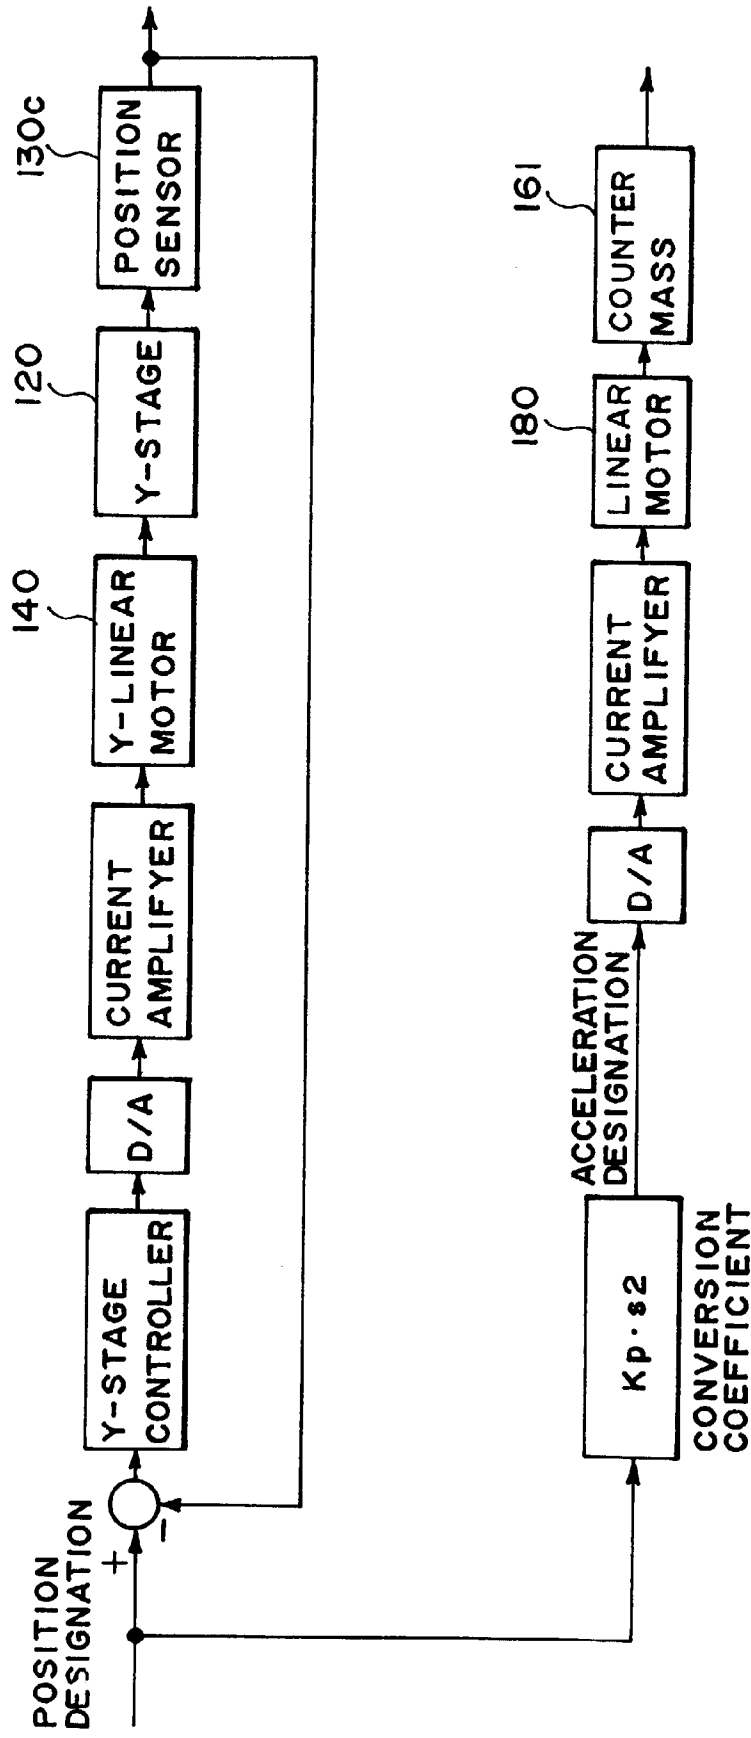 POSITION
DESIGNATION
+
−
Y-STAGE
CONTROLLER
D/A
CURRENT
AMPLIFYER
140
Y-LINEAR
MOTOR
120
Y-STAGE
130c
POSITION
SENSOR
Kp·s2
CONVERSION
COEFFICIENT
ACCELERATION
DESIGNATION
D/A
CURRENT
AMPLIFYER
180
LINEAR
MOTOR
161
COUNTER
MASS